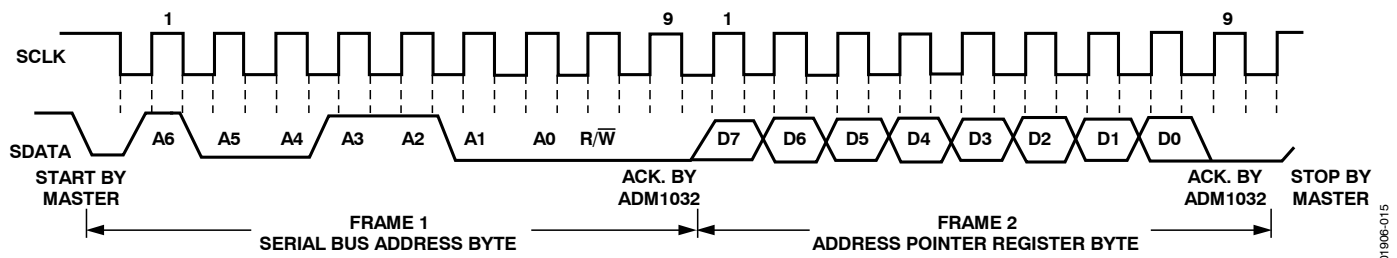 1 9 1 9
SCLK
A6 A5 A4 A3 A2 A1 A0 R/W̅ D7 D6 D5 D4 D3 D2 D1 D0
SDATA
START BY
MASTER
ACK. BY
ADM1032
ACK. BY
ADM1032
STOP BY
MASTER
FRAME 1
SERIAL BUS ADDRESS BYTE
FRAME 2
ADDRESS POINTER REGISTER BYTE
01906-015